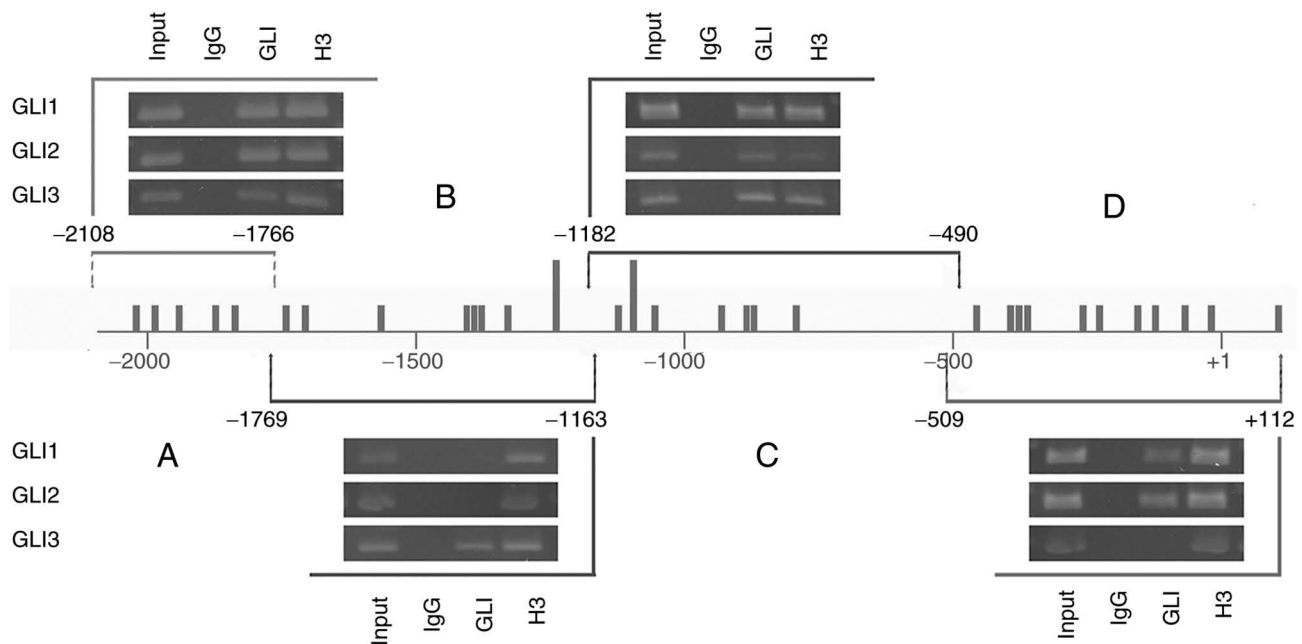 Input IgG GLI H3
Input IgG GLI H3
GLI1
GLI2
GLI3
B
D
−2108 −1766 −1182 −490
−2000 −1500 −1000 −500 +1
−1769 −1163 −509 +112
A
C
GLI1
GLI2
GLI3
Input IgG GLI H3
Input IgG GLI H3